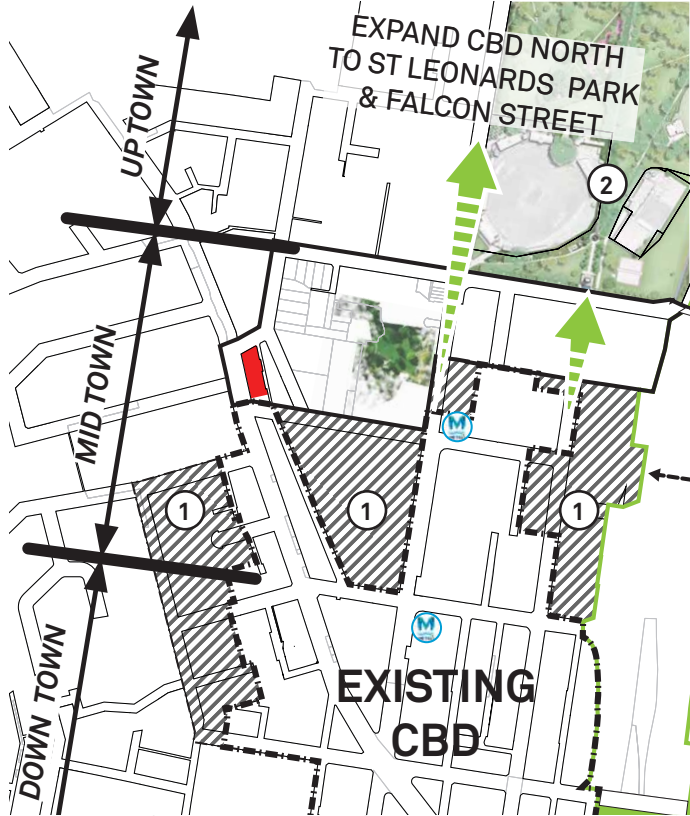 EXPAND CBD NORTH
TO ST LEONARDS PARK
& FALCON STREET
UP TOWN
2
MID TOWN
M
1
1
1
M
DOWN TOWN
EXISTING
CBD